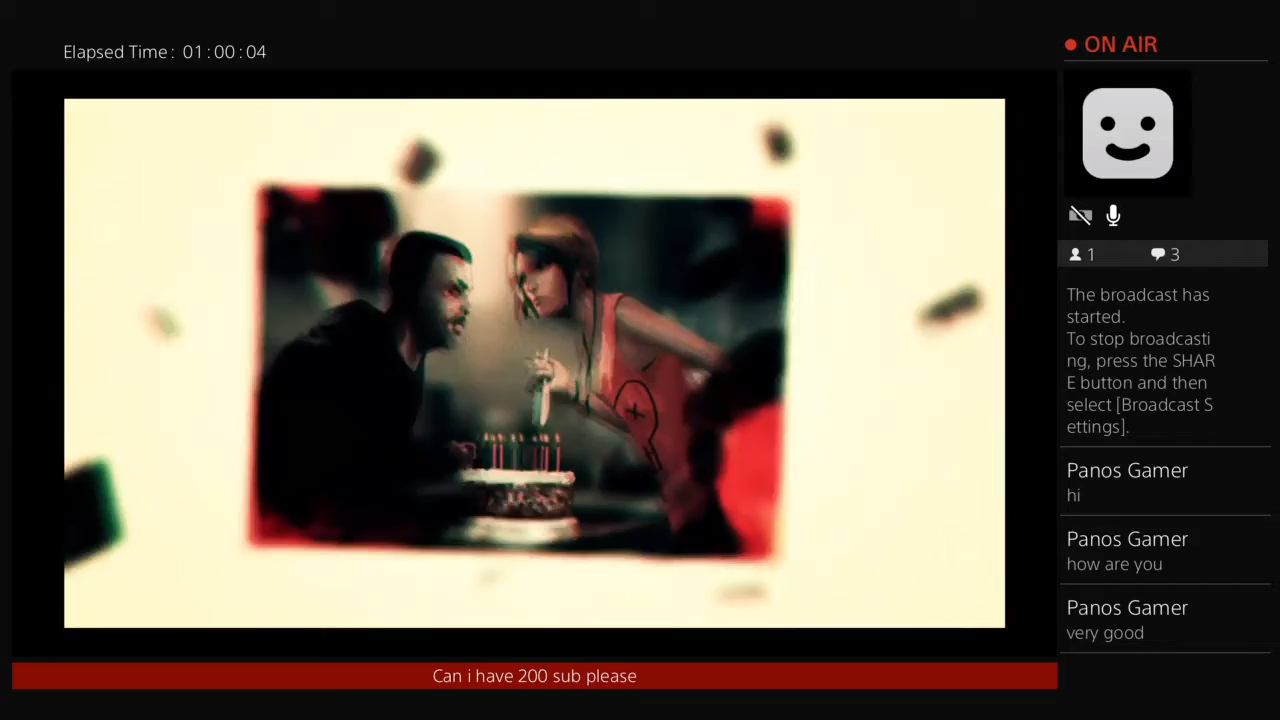 Elapsed Time: 01:00:04
ON AIR
1
3
The broadcast has
started.
To stop broadcasti
ng, press the SHAR
E button and then
select [Broadcast S
ettings].
Panos Gamer
hi
Panos Gamer
how are you
Panos Gamer
very good
Can i have 200 sub please